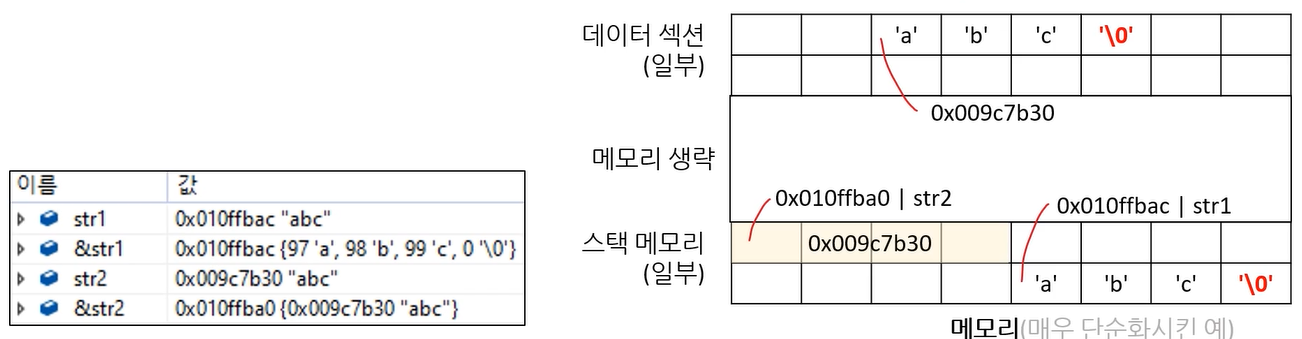 이름 값
str1 0x010ffbac "abc"
&str1 0x010ffbac {97 'a', 98 'b', 99 'c', 0 '\0'}
str2 0x009c7b30 "abc"
&str2 0x010ffba0 {0x009c7b30 "abc"}
데이터 섹션
(일부)
'a' 'b' 'c' '\0'
0x009c7b30
메모리 생략
0x010ffba0 | str2
0x010ffbac | str1
스택 메모리
(일부)
0x009c7b30
'a' 'b' 'c' '\0'
메모리(매우 단순화시킨 예)